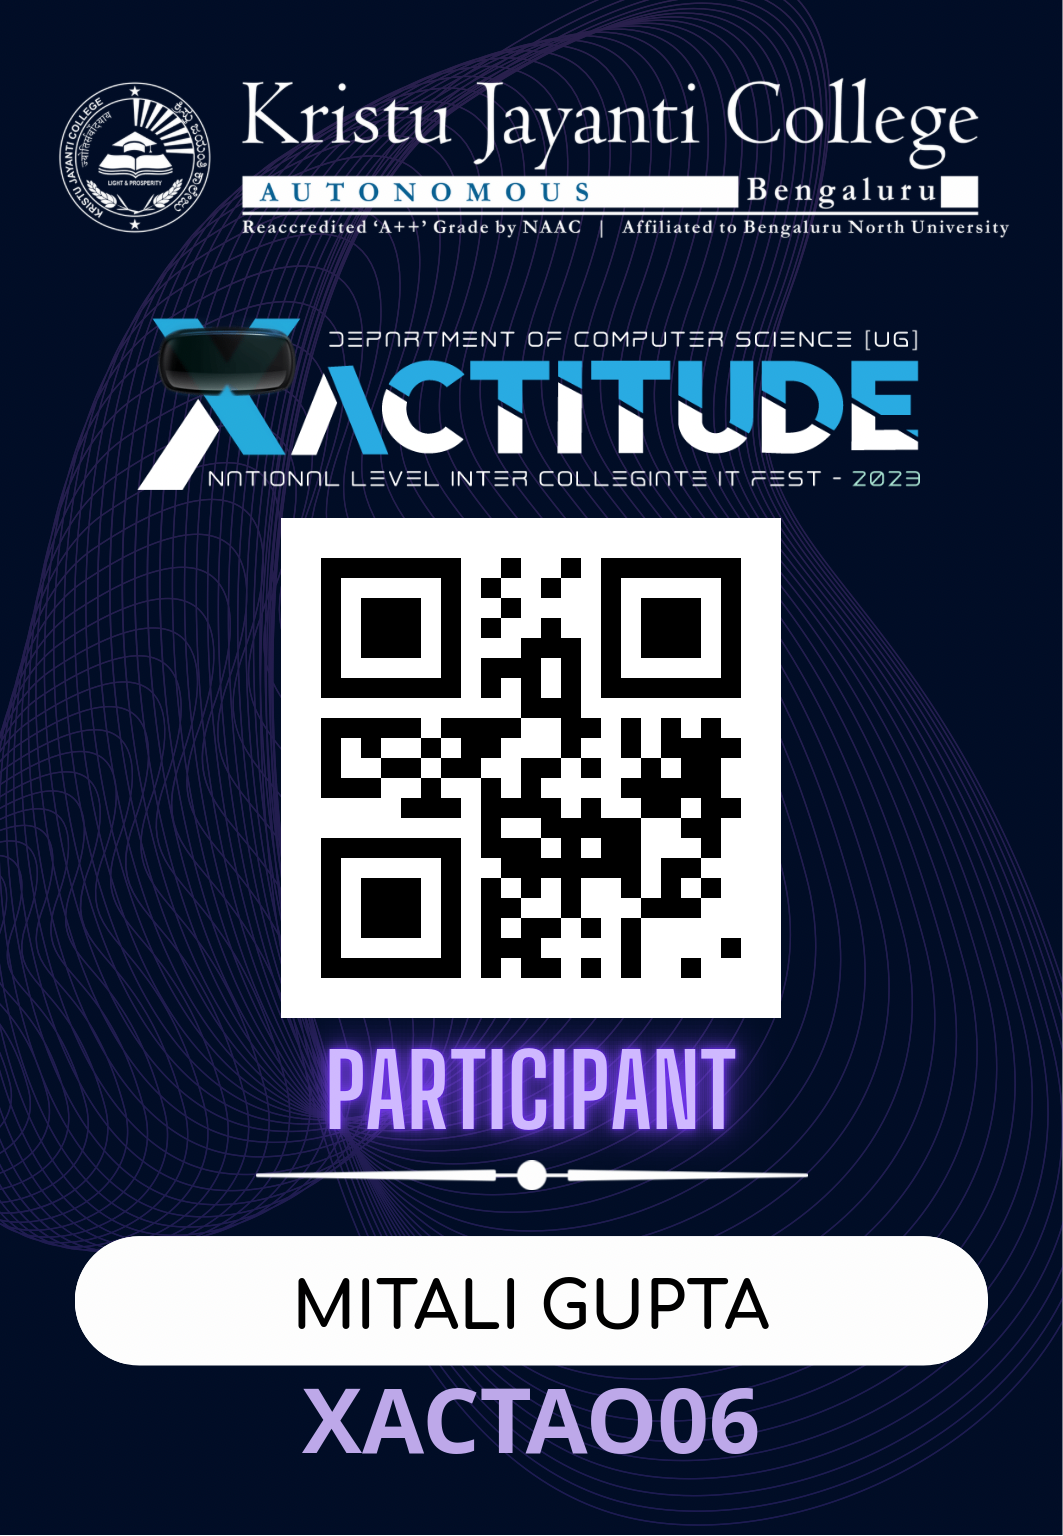 Kristu Jayanti College
AUTONOMOUS Bengaluru
Reaccredited ‘A++’ Grade by NAAC | Affiliated to Bengaluru North University
KRISTU JAYANTI COLLEGE
LIGHT & PROSPERITY
DEPARTMENT OF COMPUTER SCIENCE [UG]
XACTITUDE
NATIONAL LEVEL INTER COLLEGIATE IT FEST - 2023
PARTICIPANT
MITALI GUPTA
XACTAO06